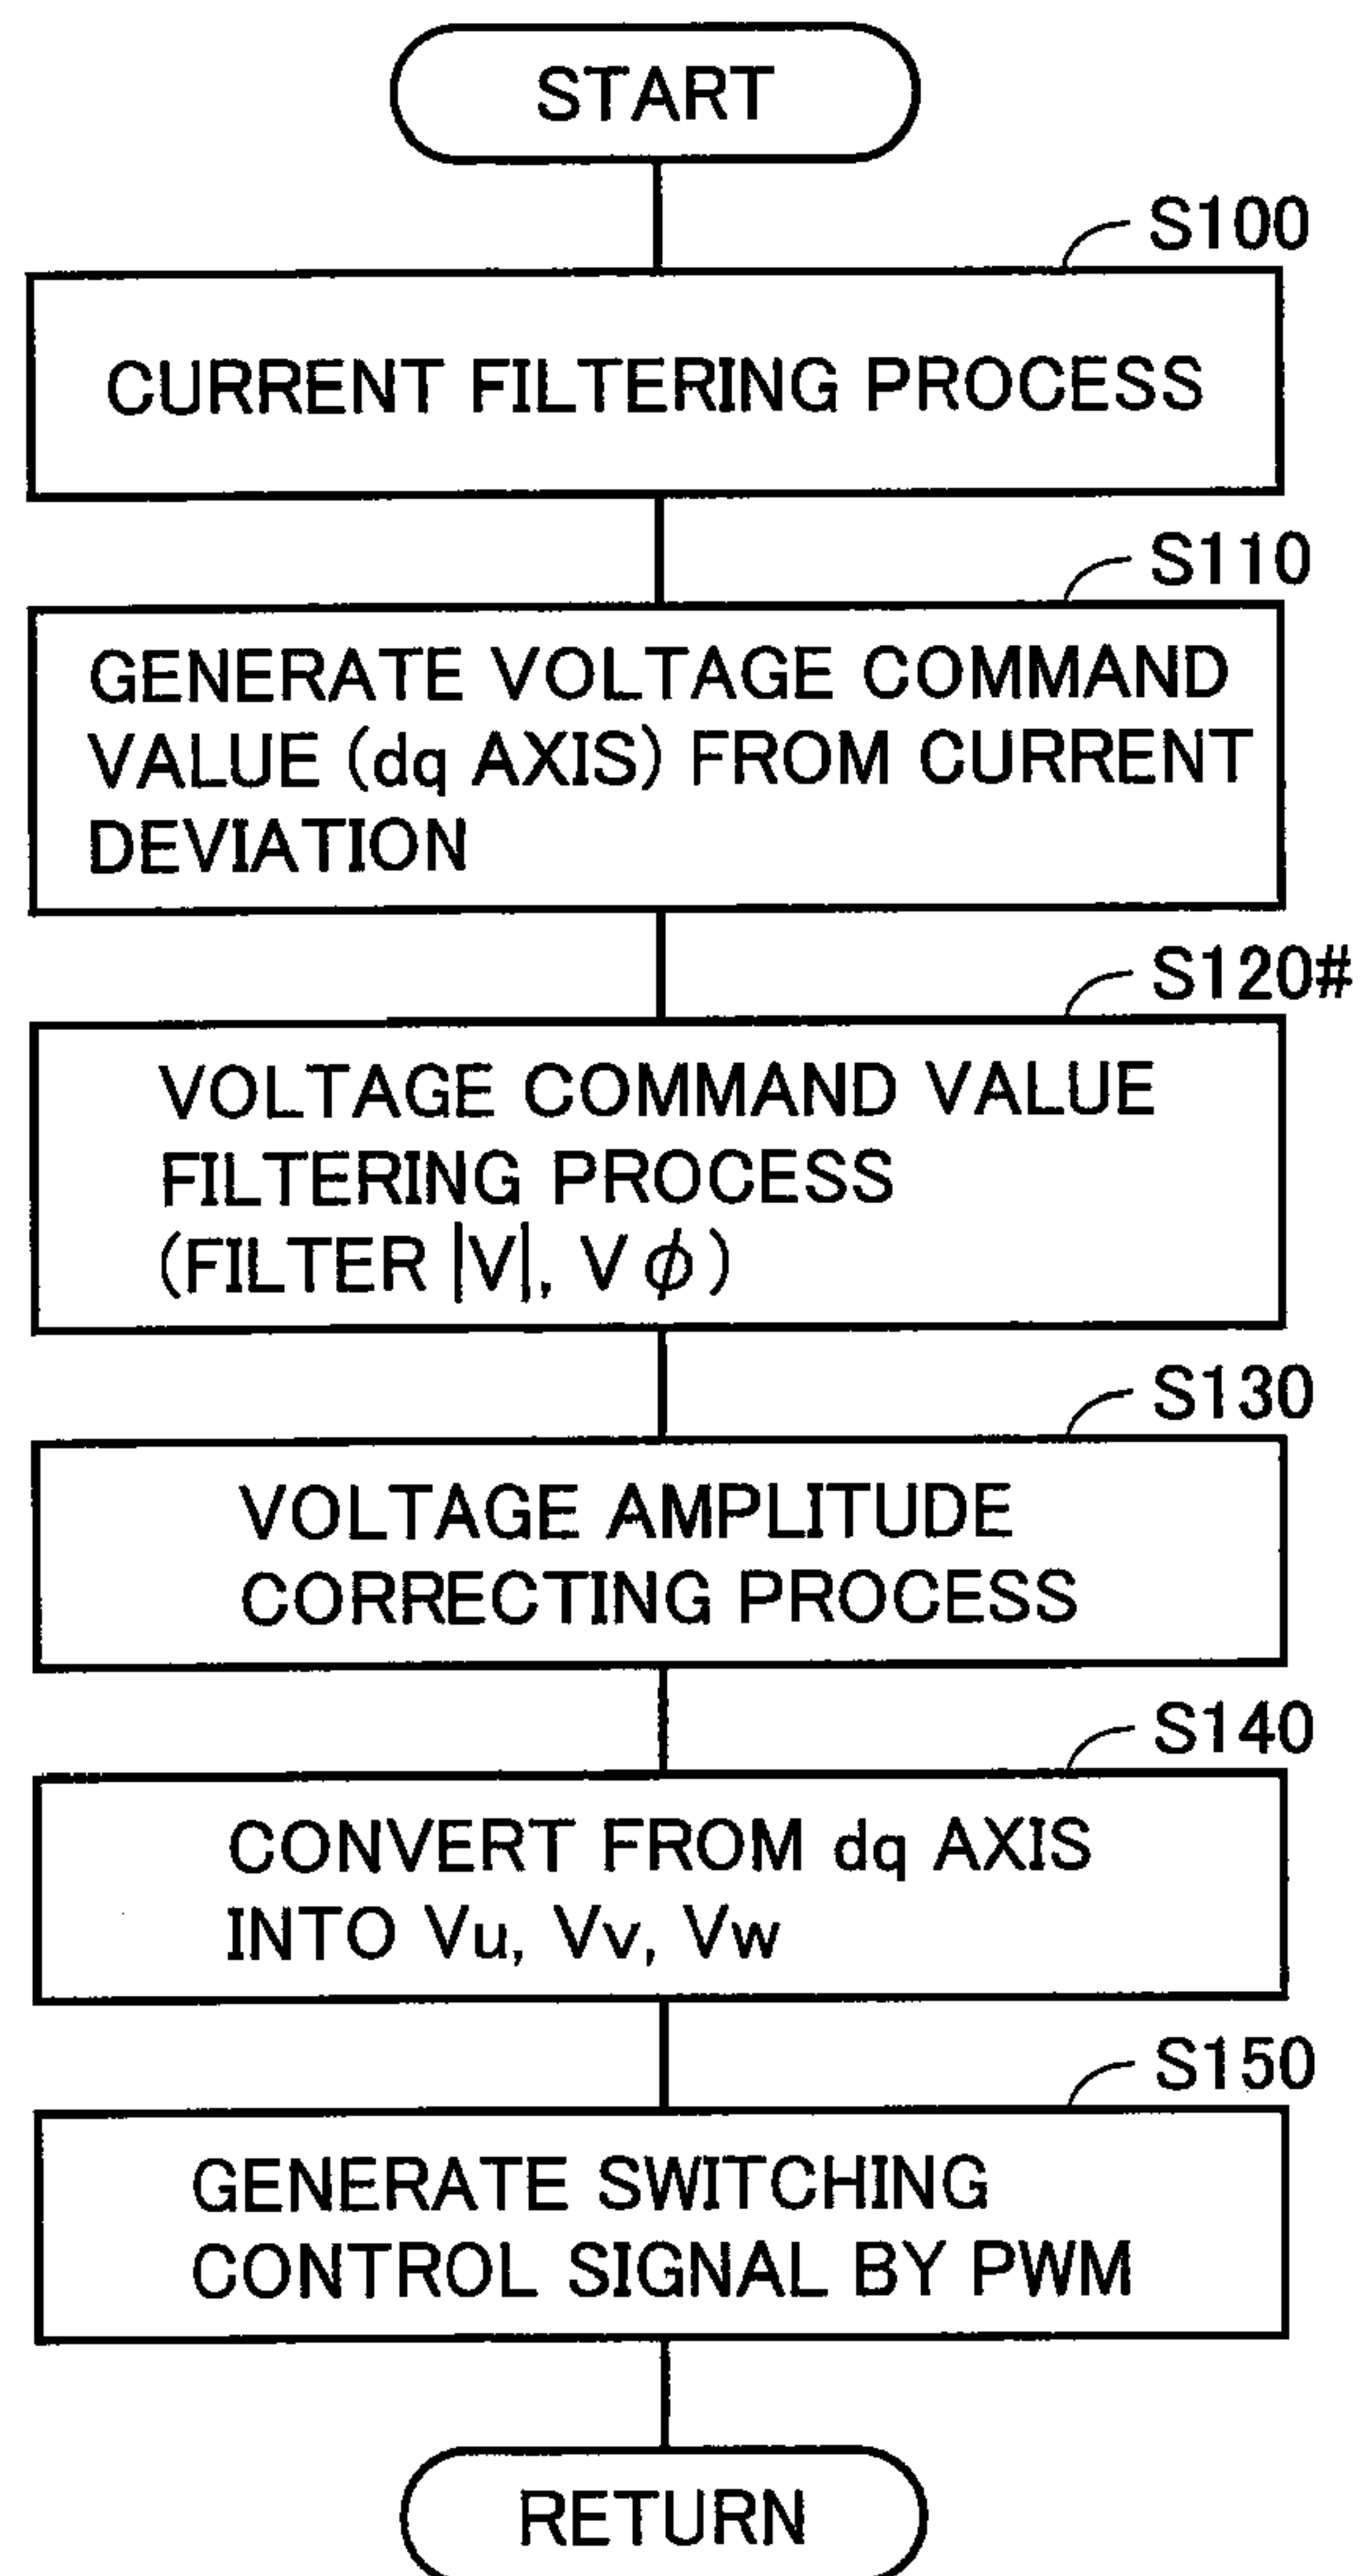 START
S100
CURRENT FILTERING PROCESS
S110
GENERATE VOLTAGE COMMAND
VALUE (dq AXIS) FROM CURRENT
DEVIATION
S120#
VOLTAGE COMMAND VALUE
FILTERING PROCESS
(FILTER |V|, Vϕ)
S130
VOLTAGE AMPLITUDE
CORRECTING PROCESS
S140
CONVERT FROM dq AXIS
INTO Vu, Vv, Vw
S150
GENERATE SWITCHING
CONTROL SIGNAL BY PWM
RETURN